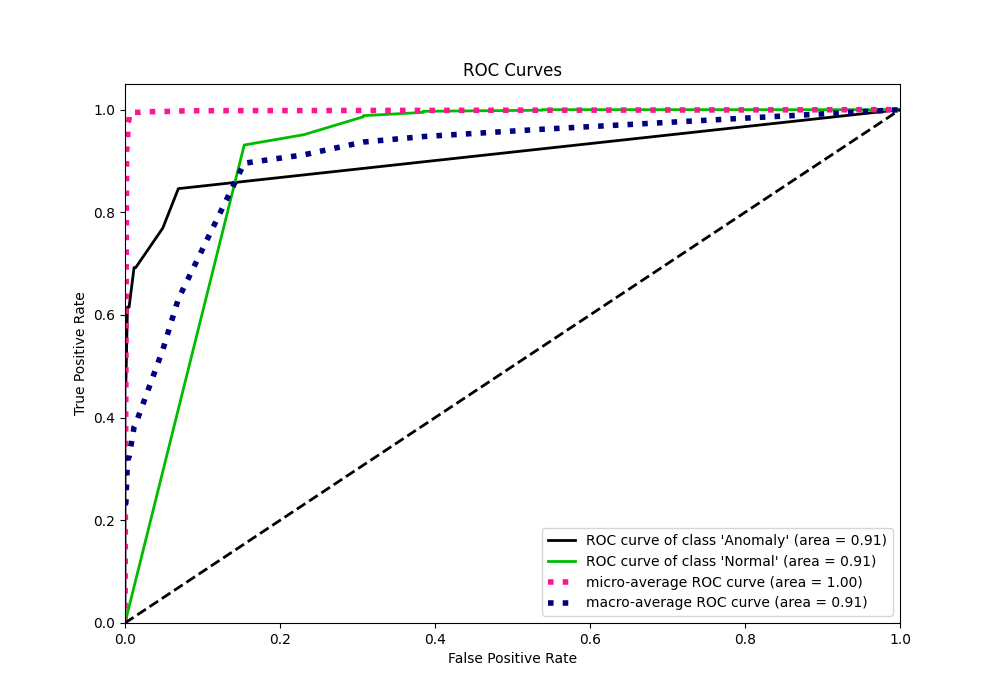 ROC Curves
True Positive Rate
1.0
0.8
0.6
0.4
0.2
0.0
0.0 0.2 0.4 0.6 0.8 1.0
False Positive Rate
ROC curve of class 'Anomaly' (area = 0.91)
ROC curve of class 'Normal' (area = 0.91)
micro-average ROC curve (area = 1.00)
macro-average ROC curve (area = 0.91)